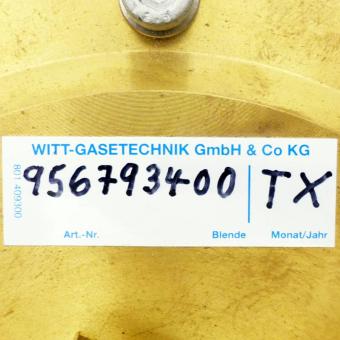 WITT-GASETECHNIK GmbH & Co KG
801 409300
956793400 TX
Art.-Nr. Blende Monat/Jahr